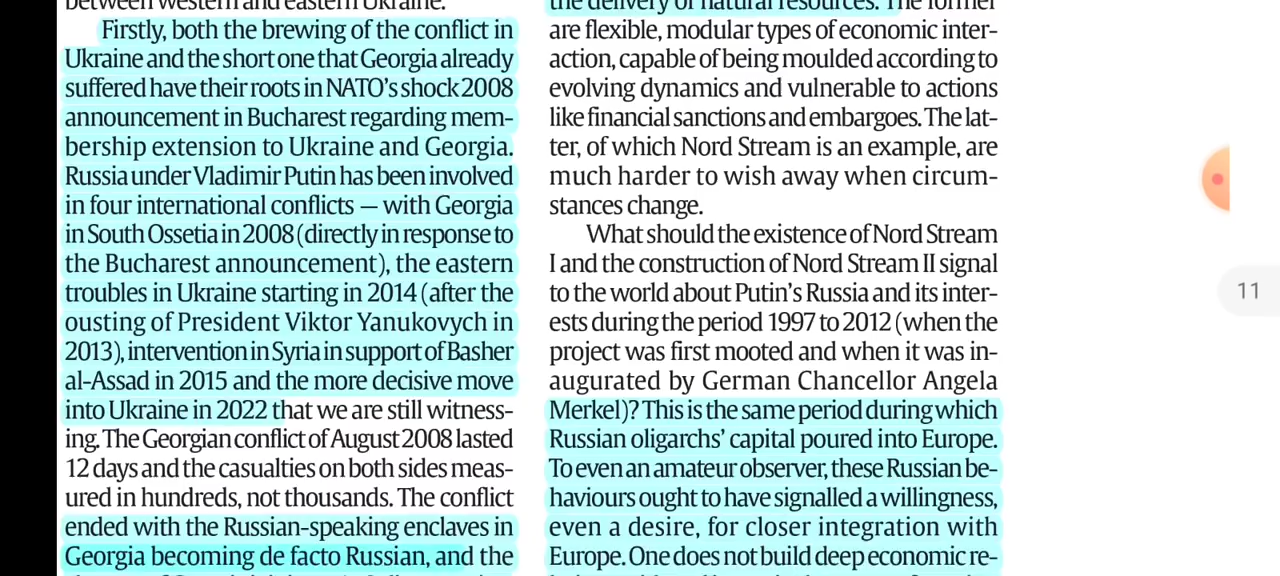 between western and eastern Ukraine.
Firstly, both the brewing of the conflict in
Ukraine and the short one that Georgia already
suffered have their roots in NATO's shock 2008
announcement in Bucharest regarding mem-
bership extension to Ukraine and Georgia.
Russia under Vladimir Putin has been involved
in four international conflicts — with Georgia
in South Ossetia in 2008 (directly in response to
the Bucharest announcement), the eastern
troubles in Ukraine starting in 2014 (after the
ousting of President Viktor Yanukovych in
2013), intervention in Syria in support of Basher
al-Assad in 2015 and the more decisive move
into Ukraine in 2022 that we are still witness-
ing. The Georgian conflict of August 2008 lasted
12 days and the casualties on both sides meas-
ured in hundreds, not thousands. The conflict
ended with the Russian-speaking enclaves in
Georgia becoming de facto Russian, and the
the delivery of natural resources. The former
are flexible, modular types of economic inter-
action, capable of being moulded according to
evolving dynamics and vulnerable to actions
like financial sanctions and embargoes. The lat-
ter, of which Nord Stream is an example, are
much harder to wish away when circum-
stances change.
What should the existence of Nord Stream
I and the construction of Nord Stream II signal
to the world about Putin's Russia and its inter-
ests during the period 1997 to 2012 (when the
project was first mooted and when it was in-
augurated by German Chancellor Angela
Merkel)? This is the same period during which
Russian oligarchs' capital poured into Europe.
To even an amateur observer, these Russian be-
haviours ought to have signalled a willingness,
even a desire, for closer integration with
Europe. One does not build deep economic re-
11